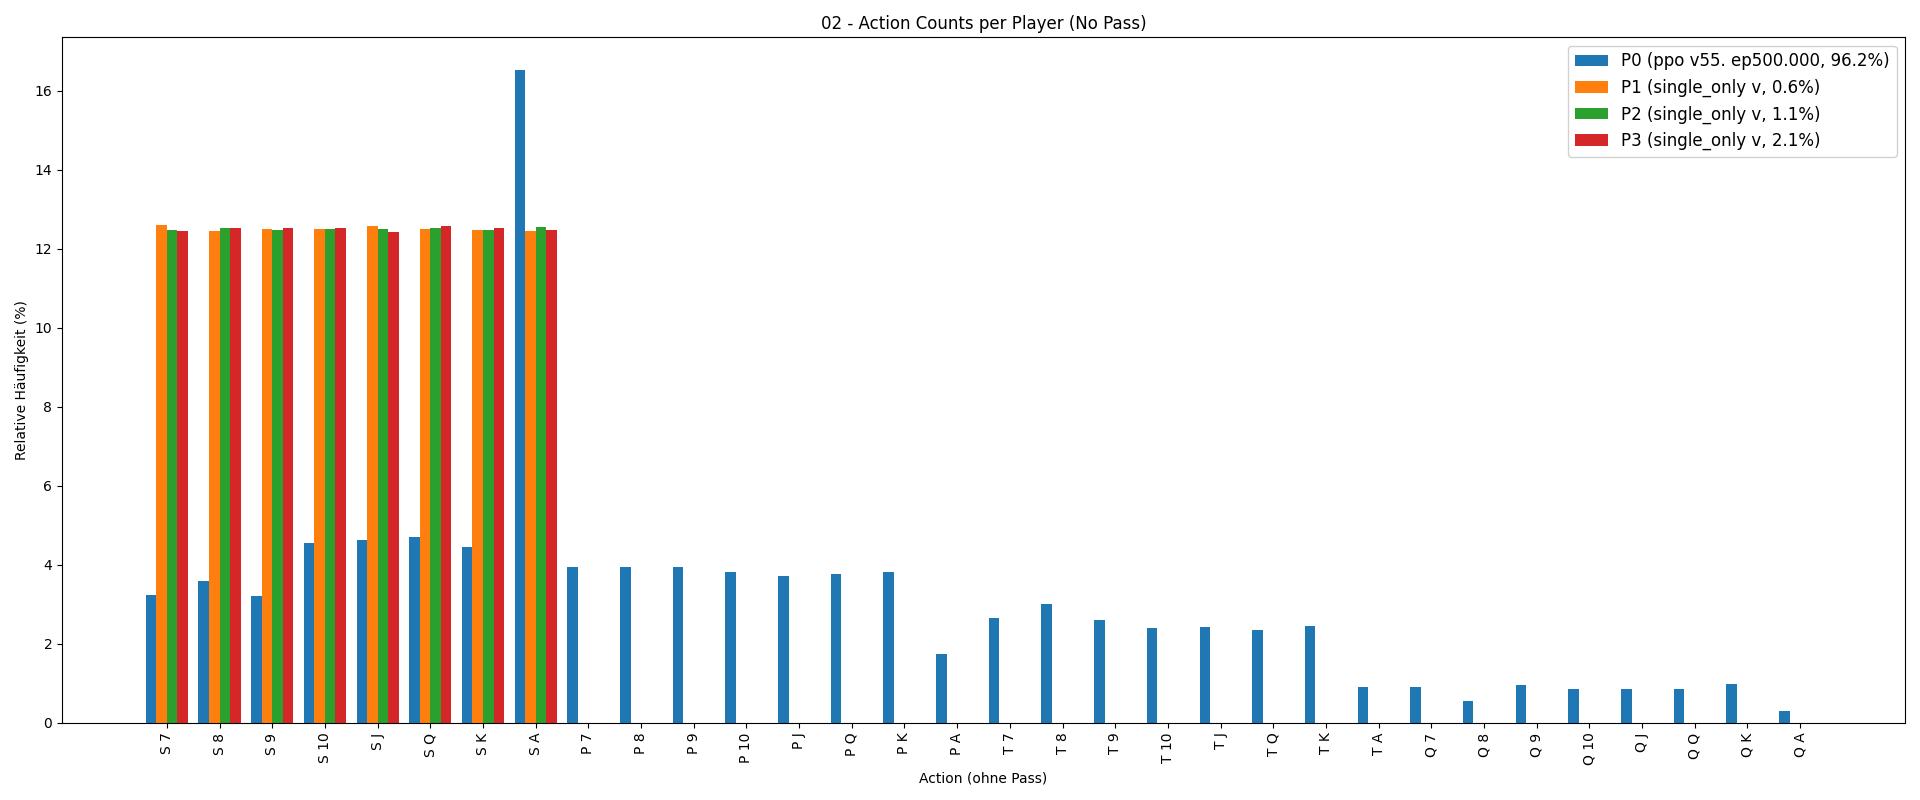 02 - Action Counts per Player (No Pass)
P0 (ppo v55. ep500.000, 96.2%)
P1 (single_only v, 0.6%)
P2 (single_only v, 1.1%)
P3 (single_only v, 2.1%)
Relative Häufigkeit (%)
16
14
12
10
8
6
4
2
0
S 7
S 8
S 9
S 10
S J
S Q
S K
S A
P 7
P 8
P 9
P 10
P J
P Q
P K
P A
T 7
T 8
T 9
T 10
T J
T Q
T K
T A
Q 7
Q 8
Q 9
Q 10
Q J
Q Q
Q K
Q A
Action (ohne Pass)